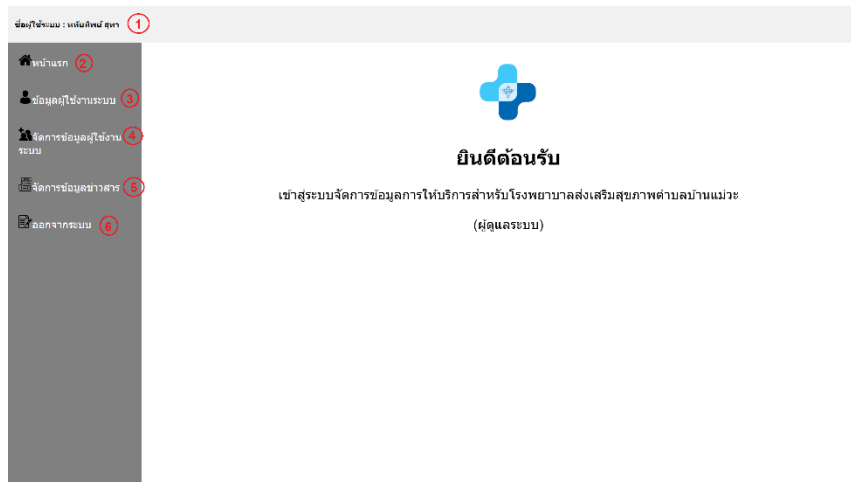 ชื่อผู้ใช้ระบบ : สุหา 1
หน้าแรก 2
ข้อมูลผู้ใช้งานระบบ 3
จัดการข้อมูลผู้ใช้งาน 4
ระบบ
จัดการข้อมูลข่าวสาร 5
ออกจากระบบ 6
ยินดีต้อนรับ
เข้าสู่ระบบจัดการข้อมูลการให้บริการสำหรับโรงพยาบาลส่งเสริมสุขภาพตำบลบ้านแม่วะ
(ผู้ดูแลระบบ)